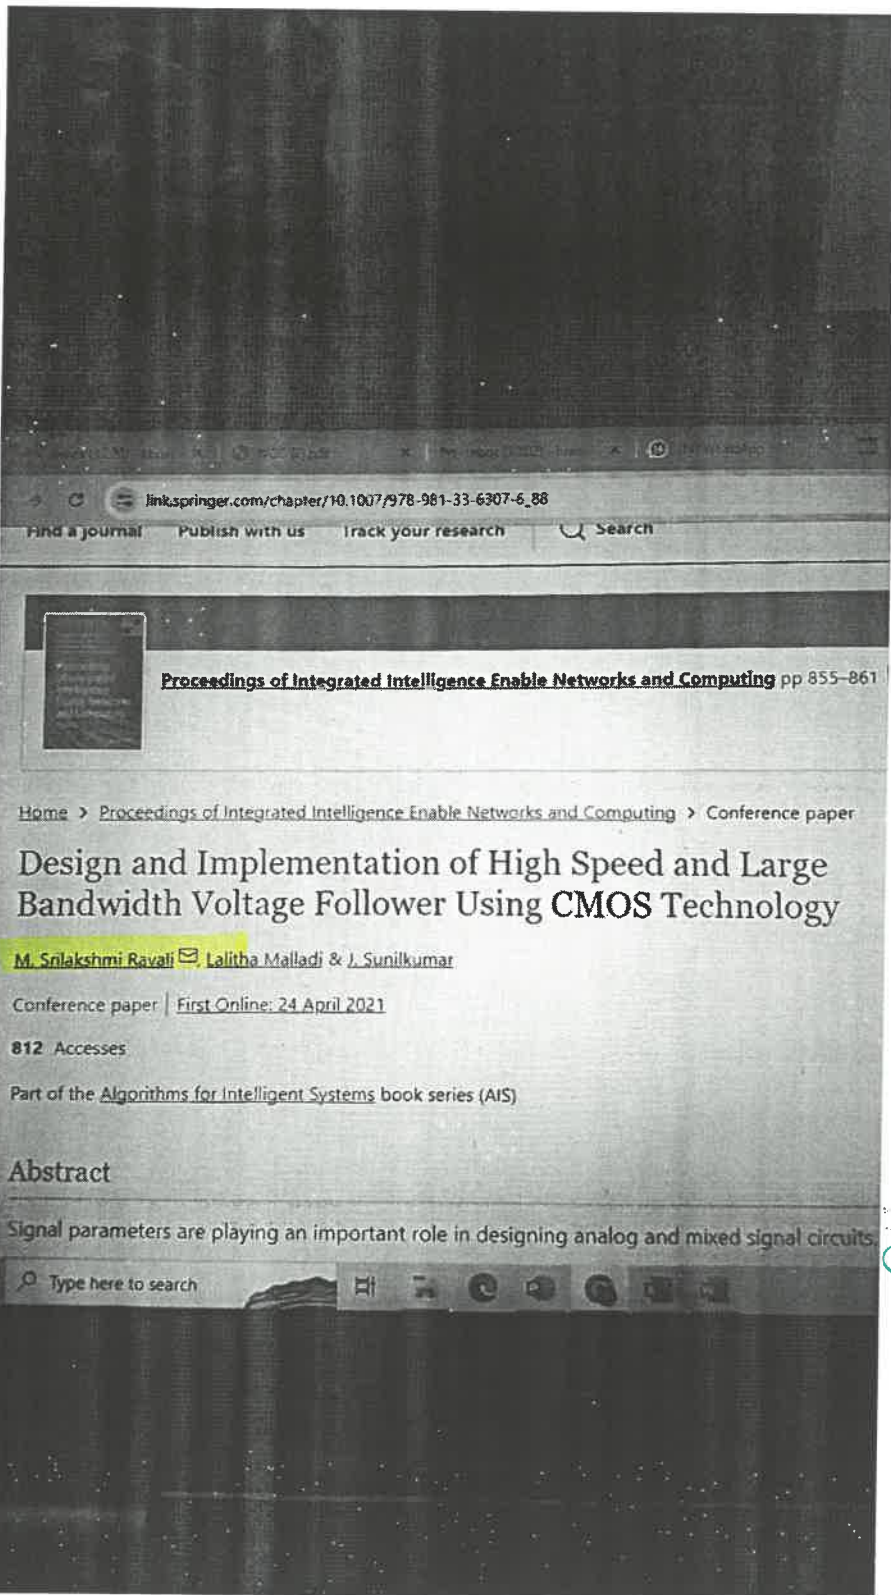 link.springer.com/chapter/10.1007/978-981-33-6307-6_88
Find a journal Publish with us Track your research Search
Proceedings of Integrated Intelligence Enable Networks and Computing pp 855–861
Home > Proceedings of Integrated Intelligence Enable Networks and Computing > Conference paper
Design and Implementation of High Speed and Large
Bandwidth Voltage Follower Using CMOS Technology
M. Srilakshmi Ravali, Lalitha Malladi & J. Sunilkumar
Conference paper | First Online: 24 April 2021
812 Accesses
Part of the Algorithms for Intelligent Systems book series (AIS)
Abstract
Signal parameters are playing an important role in designing analog and mixed signal circuits.
Type here to search